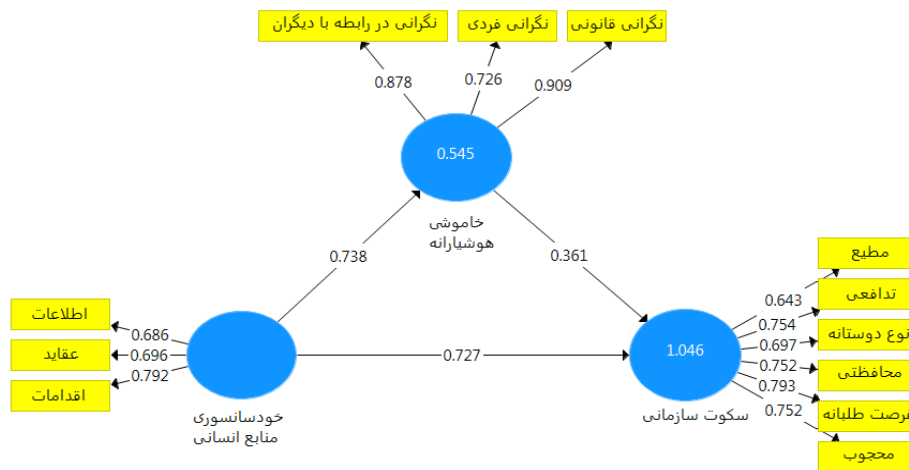 نگرانی قانونی
نگرانی فردی
نگرانی در رابطه با دیگران
0.878
0.726
0.909
0.545
خاموشی
هوشیارانه
0.738
0.361
مطیع
تدافعی
نوع دوستانه
محافظتی
فرصت طلبانه
محجوب
0.643
0.754
0.697
0.752
0.793
0.752
1.046
سکوت سازمانی
0.727
اطلاعات
عقاید
اقدامات
0.686
0.696
0.792
خودسانسوری
منابع انسانی